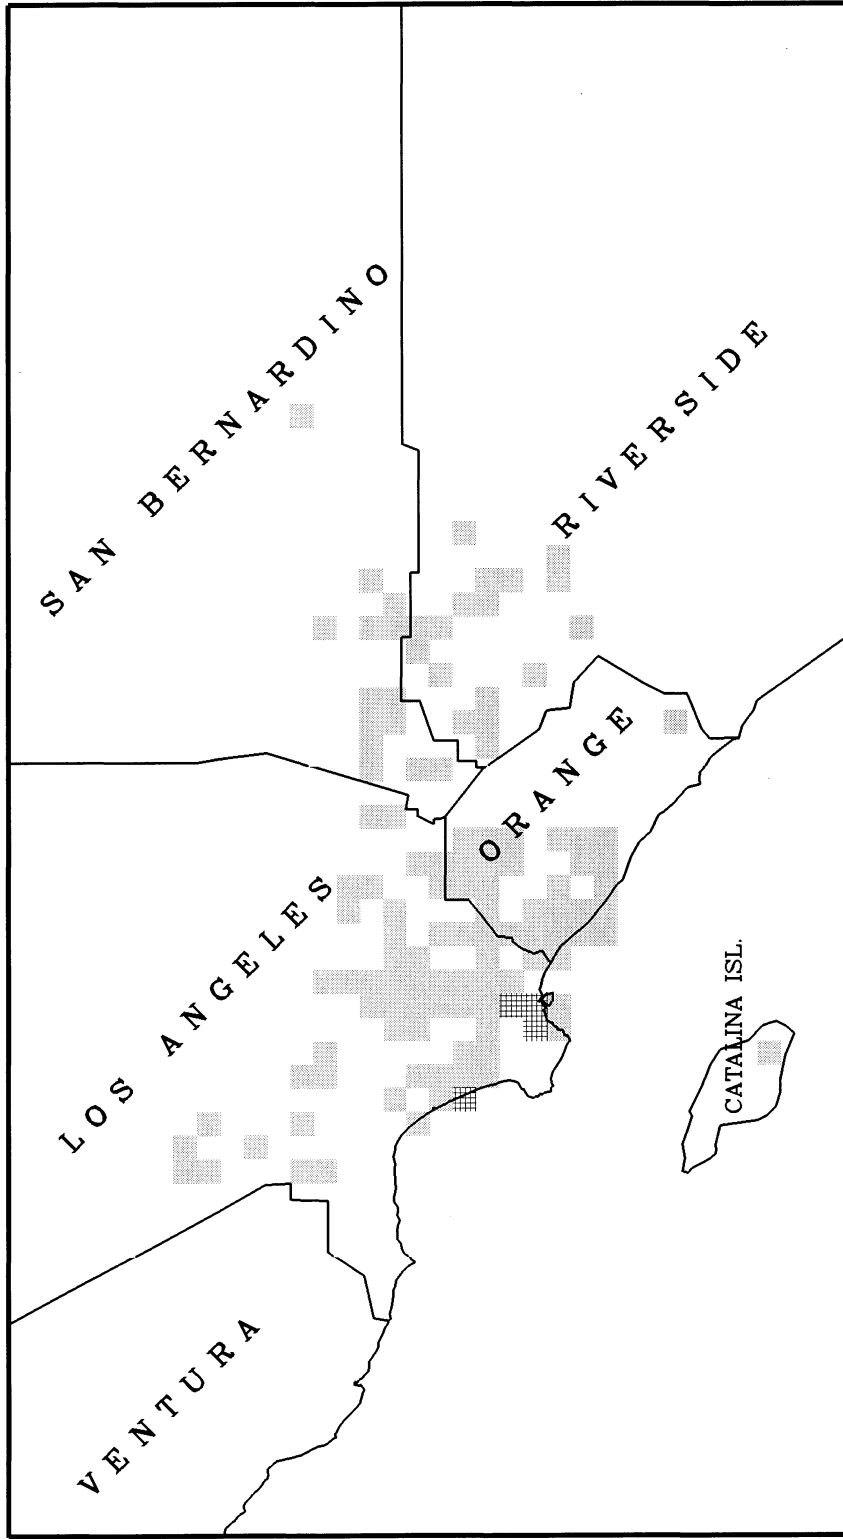 SAN BERNARDINO
RIVERSIDE
ORANGE
LOS ANGELES
CATALINA ISL.
VENTURA